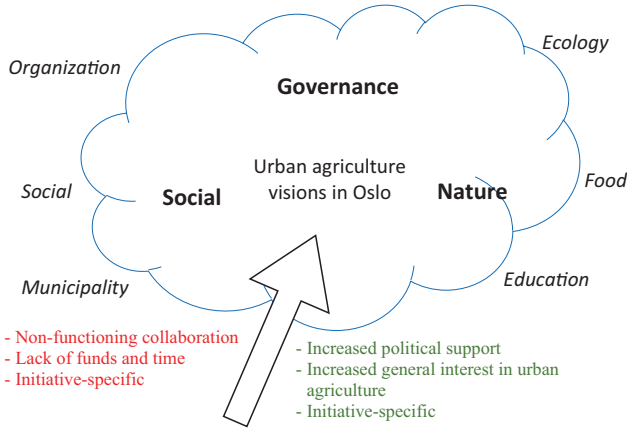 Organization
Ecology
Governance
Urban agriculture
visions in Oslo
Social
Social
Nature
Food
Municipality
Education
- Non-functioning collaboration
- Lack of funds and time
- Initiative-specific
- Increased political support
- Increased general interest in urban
agriculture
- Initiative-specific